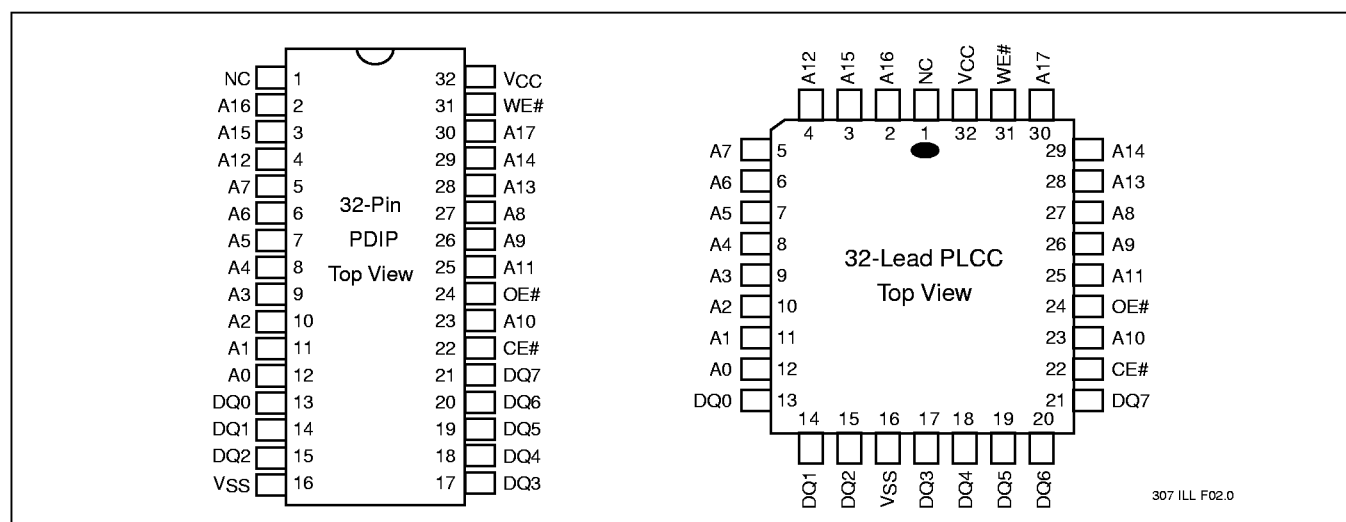 NC 1 32 VCC
A16 2 31 WE#
A15 3 30 A17
A12 4 29 A14
A7 5 28 A13
A6 6 27 A8
A5 7 26 A9
A4 8 25 A11
A3 9 24 OE#
A2 10 23 A10
A1 11 22 CE#
A0 12 21 DQ7
DQ0 13 20 DQ6
DQ1 14 19 DQ5
DQ2 15 18 DQ4
VSS 16 17 DQ3
32-Pin
PDIP
Top View
A12 A15 A16 NC VCC WE# A17
4 3 2 1 32 31 30
A7 5 29 A14
A6 6 28 A13
A5 7 27 A8
A4 8 26 A9
A3 9 25 A11
A2 10 24 OE#
A1 11 23 A10
A0 12 22 CE#
DQ0 13 21 DQ7
32-Lead PLCC
Top View
14 15 16 17 18 19 20
DQ1 DQ2 VSS DQ3 DQ4 DQ5 DQ6
307 ILL F02.0